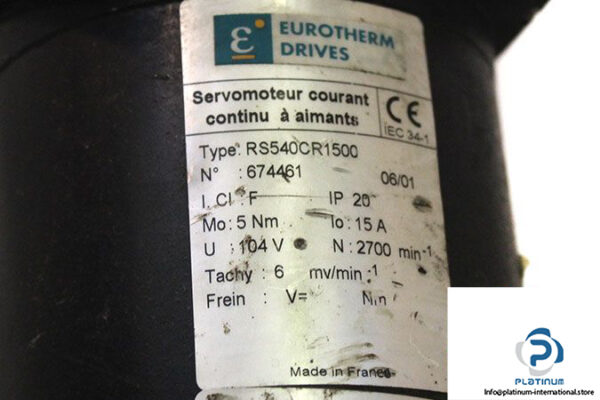 ε EUROTHERM
DRIVES
Servomoteur courant
continu à aimants
CE
IEC 34-1
Type: RS540CR1500
N° : 674461 06/01
I. Cl : F IP 20
Mo: 5 Nm Io: 15 A
U : 104 V N: 2700 min-1
Tachy : 6 mv/min-1
Frein : V= Nm
Made in France
P
PLATINUM
Info@platinum-international.store